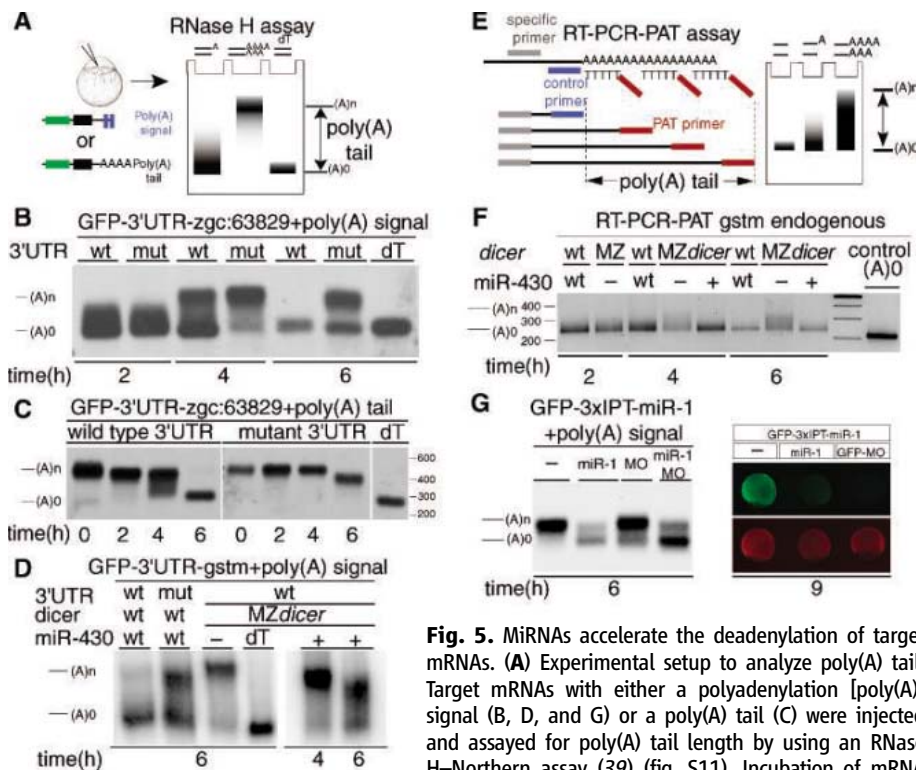 A
RNase H assay
A AAAA AAA dT
Poly(A) signal
or
AAAA Poly(A) tail
(A)n
poly(A) tail
(A)0
E
specific primer
RT-PCR-PAT assay
AAAAAAAAAAAAAAAAA
TTTTT TTTTT TTTTT
control primer
PAT primer
poly(A) tail
A AAAA AAA
(A)n
(A)0
B
GFP-3'UTR-zgc:63829+poly(A) signal
3'UTR wt mut wt mut wt mut dT
(A)n
(A)0
time(h) 2 4 6
C
GFP-3'UTR-zgc:63829+poly(A) tail
wild type 3'UTR mutant 3'UTR dT
(A)n
(A)0
600
400
300
200
time(h) 0 2 4 6 0 2 4 6
D
GFP-3'UTR-gstm+poly(A) signal
3'UTR wt mut wt
dicer wt wt MZdicer
miR-430 wt wt – dT + +
(A)n
(A)0
6 4 6
time(h)
F
RT-PCR-PAT gstm endogenous
dicer wt MZ wt MZdicer wt MZdicer control
miR-430 wt – wt – + wt – + (A)0
(A)n 400
300
(A)0 200
time(h) 2 4 6
G
GFP-3xIPT-miR-1
+poly(A) signal
– miR-1 MO miR-1 MO
(A)n
(A)0
time(h) 6
GFP-3xIPT-miR-1
– miR-1 GFP-MO
9
Fig. 5. MiRNAs accelerate the deadenylation of target
mRNAs. (A) Experimental setup to analyze poly(A) tail
Target mRNAs with either a polyadenylation [poly(A)
signal (B, D, and G) or a poly(A) tail (C) were injected
and assayed for poly(A) tail length by using an RNase
H–Northern assay (39) (fig. S11). Incubation of mRNA